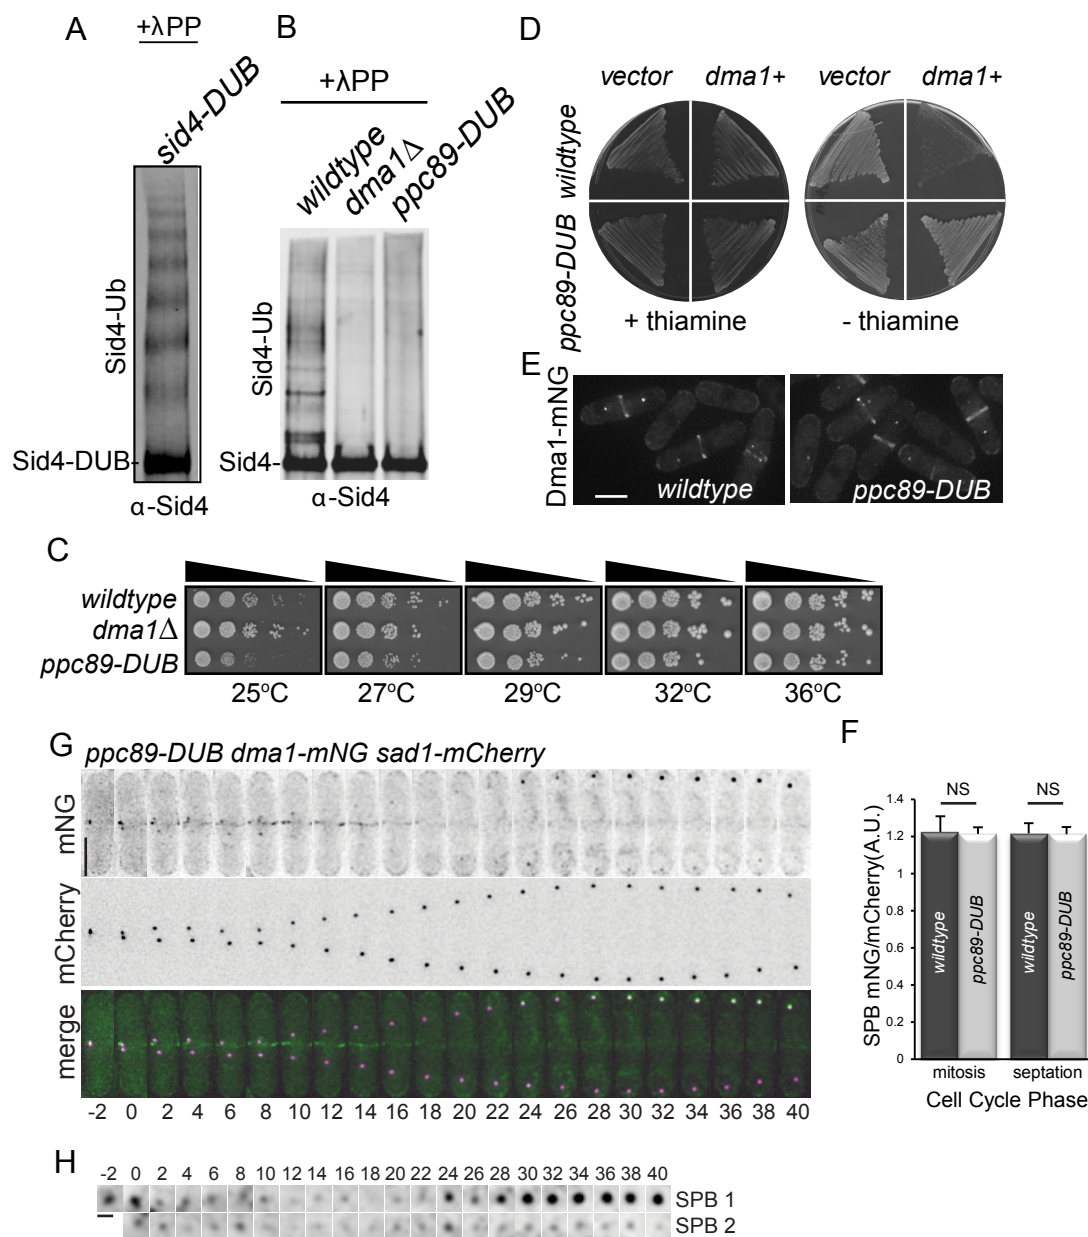 A
+λPP
sid4-DUB
Sid4-Ub
Sid4-DUB-
α-Sid4
B
+λPP
wildtype
dma1Δ
ppc89-DUB
Sid4-Ub
Sid4-
α-Sid4
D
vector dma1+ vector dma1+
wildtype
ppc89-DUB
+ thiamine - thiamine
E
Dma1-mNG
wildtype
ppc89-DUB
C
wildtype
dma1Δ
ppc89-DUB
25ºC 27ºC 29ºC 32ºC 36ºC
G
ppc89-DUB dma1-mNG sad1-mCherry
mNG
mCherry
merge
-2 0 2 4 6 8 10 12 14 16 18 20 22 24 26 28 30 32 34 36 38 40
F
SPB mNG/mCherry(A.U.)
1.4
1.2
1
0.8
0.6
0.4
0.2
0
NS NS
wildtype
ppc89-DUB
wildtype
ppc89-DUB
mitosis septation
Cell Cycle Phase
H
-2 0 2 4 6 8 10 12 14 16 18 20 22 24 26 28 30 32 34 36 38 40
SPB 1
SPB 2